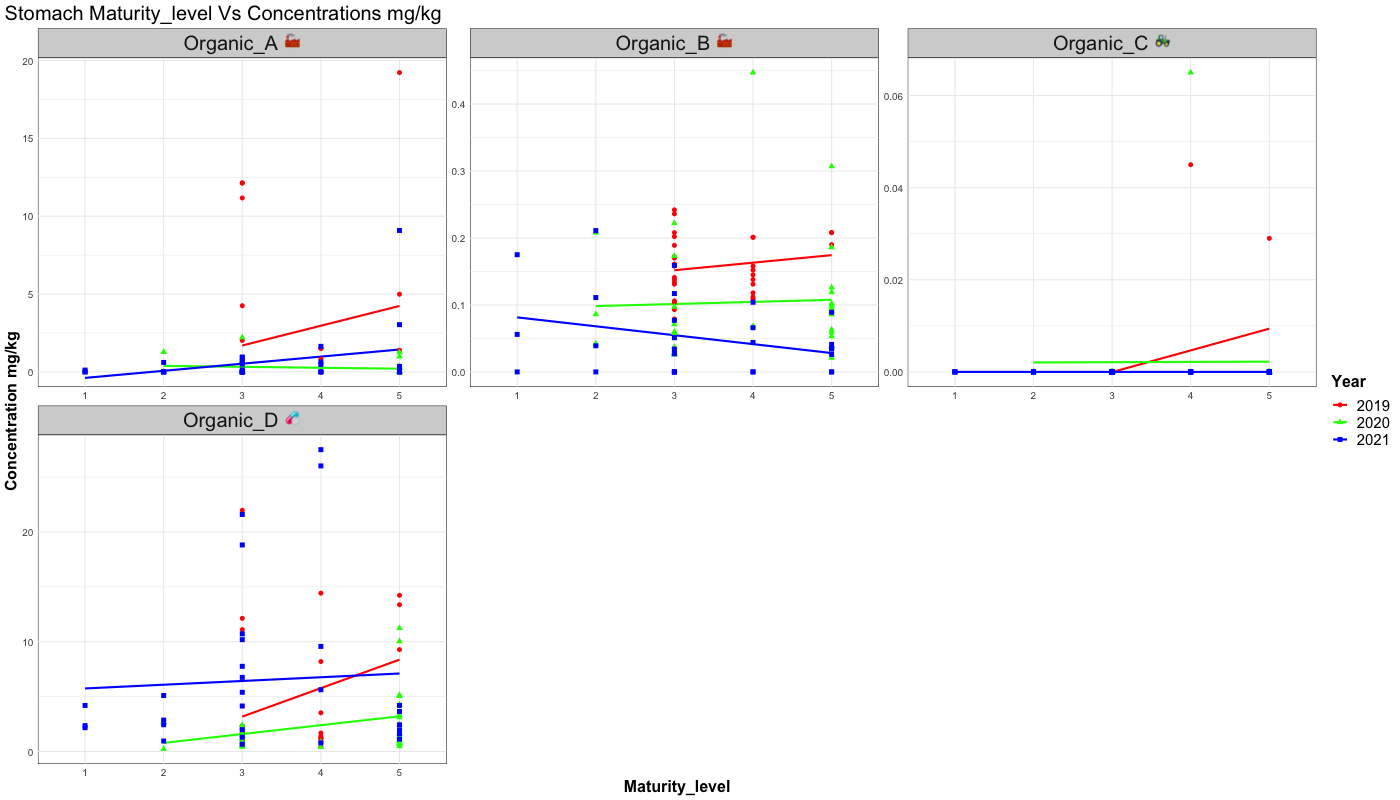 Stomach Maturity_level Vs Concentrations mg/kg
Organic_A 🏭
Organic_B 🏭
Organic_C 🚜
20
15
10
5
0
1 2 3 4 5
0.4
0.3
0.2
0.1
0.0
1 2 3 4 5
0.06
0.04
0.02
0.00
1 2 3 4 5
Organic_D 💊
20
10
0
1 2 3 4 5
Concentration mg/kg
Maturity_level
Year
2019
2020
2021